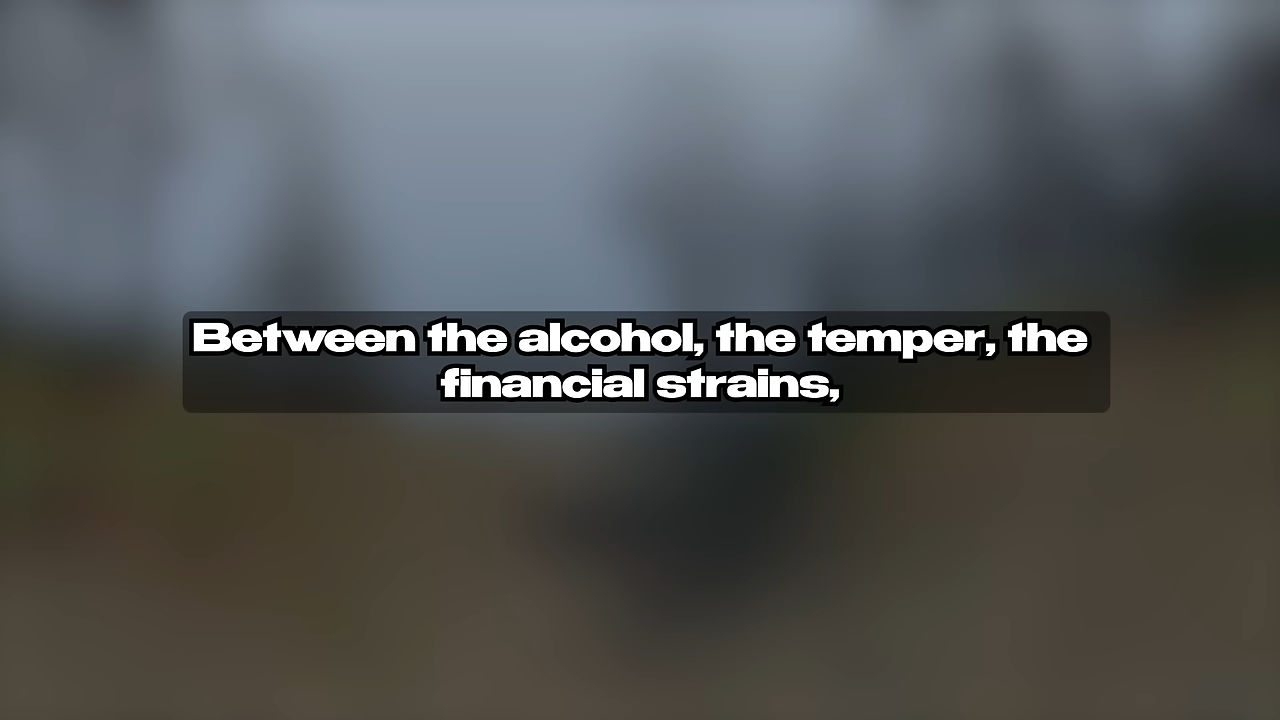 Between the alcohol, the temper, the
financial strains,